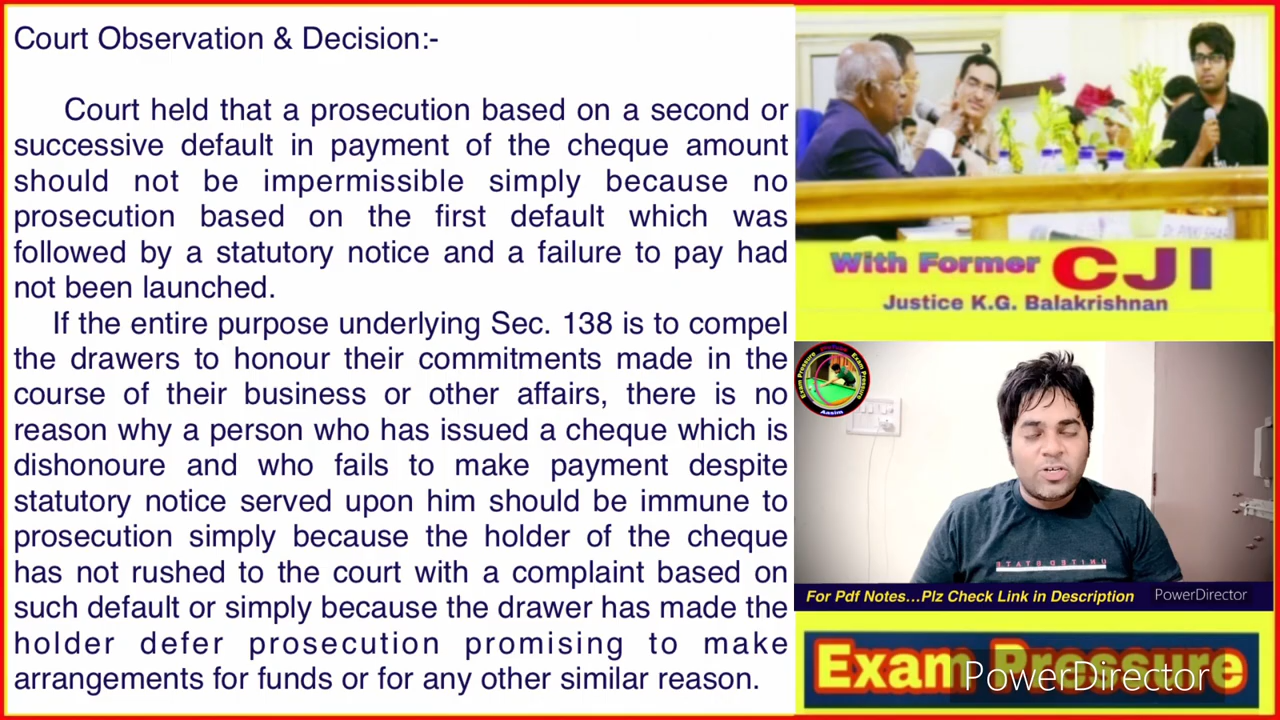 Court Observation & Decision:-
Court held that a prosecution based on a second or
successive default in payment of the cheque amount
should not be impermissible simply because no
prosecution based on the first default which was
followed by a statutory notice and a failure to pay had
not been launched.
If the entire purpose underlying Sec. 138 is to compel
the drawers to honour their commitments made in the
course of their business or other affairs, there is no
reason why a person who has issued a cheque which is
dishonoure and who fails to make payment despite
statutory notice served upon him should be immune to
prosecution simply because the holder of the cheque
has not rushed to the court with a complaint based on
such default or simply because the drawer has made the
holder defer prosecution promising to make
arrangements for funds or for any other similar reason.
With Former CJI
Justice K.G. Balakrishnan
Exam Pressure
Exam Pressure
Aasim
UNITED STATE
For Pdf Notes...Plz Check Link in Description
PowerDirector
Exam Pressure
PowerDirector